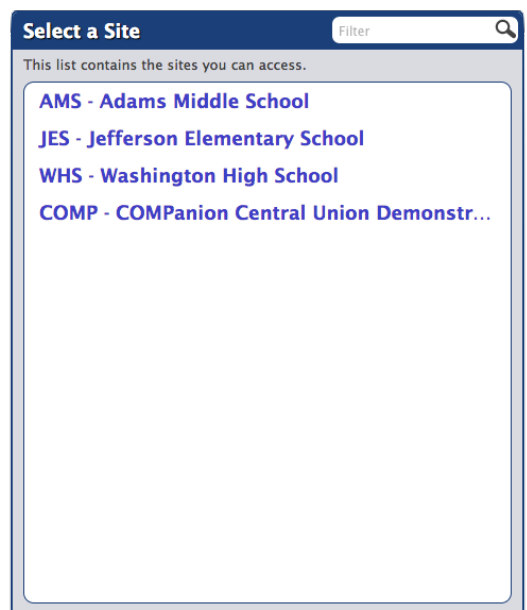 Select a Site
Filter
This list contains the sites you can access.
AMS - Adams Middle School
JES - Jefferson Elementary School
WHS - Washington High School
COMP - COMPanion Central Union Demonstr...